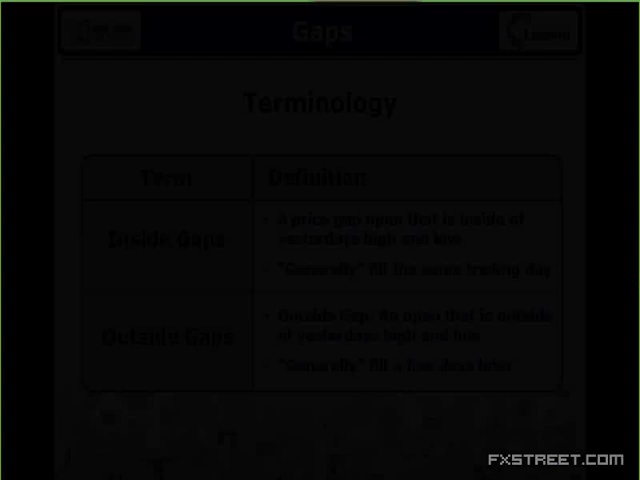 Gaps
Terminology
Term
Definition
Inside Gaps
• A price gap open that is inside of
yesterdays high and low
• "Generally" fill the same trading day
Outside Gaps
• Outside Gap: An open that is outside
of yesterdays high and low
• "Generally" fill a few days later
FXSTREET.COM